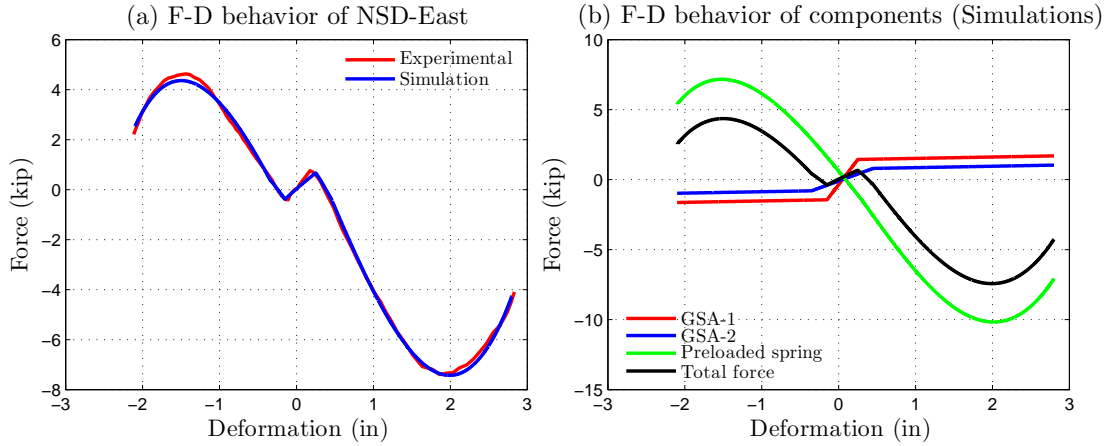 (a) F-D behavior of NSD-East
6
4
2
0
−2
−4
−6
−8
−3
−2
−1
0
1
2
3
Force (kip)
Deformation (in)
Experimental
Simulation
(b) F-D behavior of components (Simulations)
10
5
0
−5
−10
−15
−3
−2
−1
0
1
2
3
Force (kip)
Deformation (in)
GSA-1
GSA-2
Preloaded spring
Total force